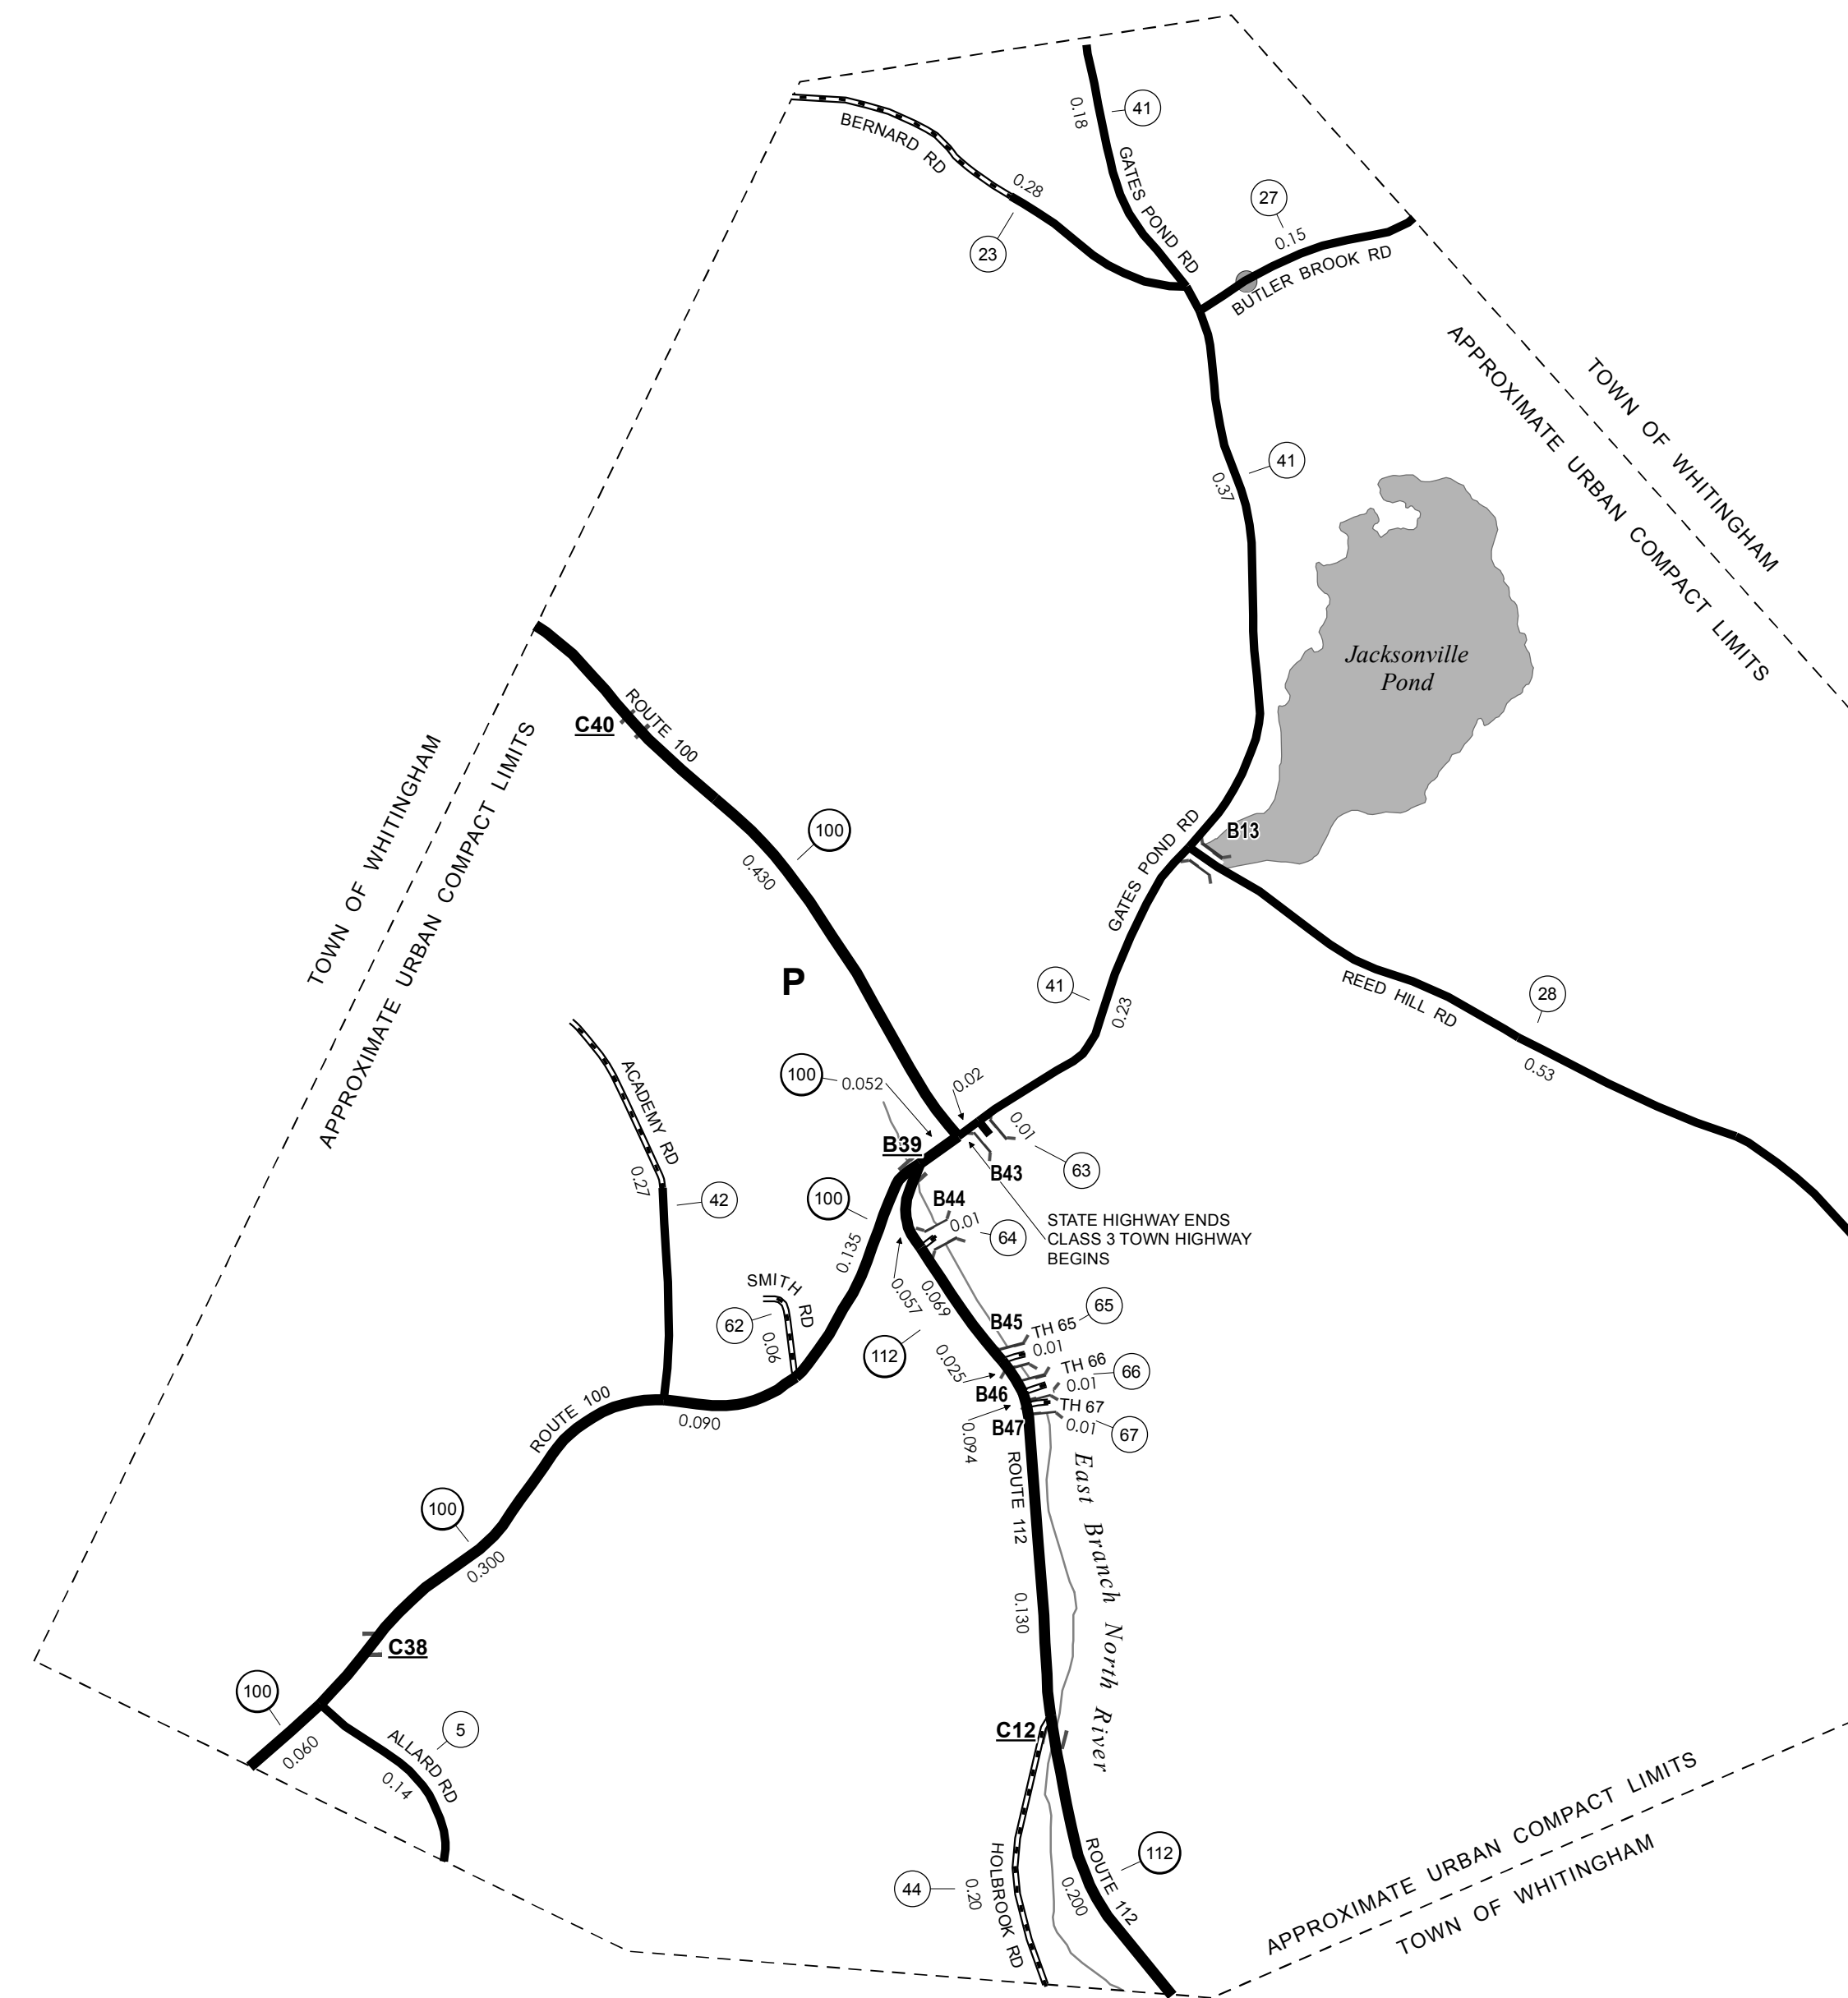 41
0.18
GATES POND RD
BERNARD RD
0.28
23
27
0.15
BUTLER BROOK RD
TOWN OF WHITINGHAM
APPROXIMATE URBAN COMPACT LIMITS
41
0.37
Jacksonville
Pond
C40
ROUTE 100
TOWN OF WHITINGHAM
APPROXIMATE URBAN COMPACT LIMITS
100
0.430
B13
GATES POND RD
P
41
0.23
REED HILL RD
28
0.53
100
0.052
0.02
0.01
63
B39
B43
ACADEMY RD
0.27
42
100
0.135
B44
0.01
64
STATE HIGHWAY ENDS
CLASS 3 TOWN HIGHWAY
BEGINS
SMITH RD
62
0.06
0.057
0.069
112
B45
TH 65
0.01
65
0.025
TH 66
0.01
66
B46
TH 67
0.01
67
B47
0.094
ROUTE 100
0.090
ROUTE 112
East Branch North River
100
0.300
0.130
C38
100
0.060
ALLARD RD
5
0.14
C12
HOLBROOK RD
44
0.20
ROUTE 112
112
0.200
APPROXIMATE URBAN COMPACT LIMITS
TOWN OF WHITINGHAM